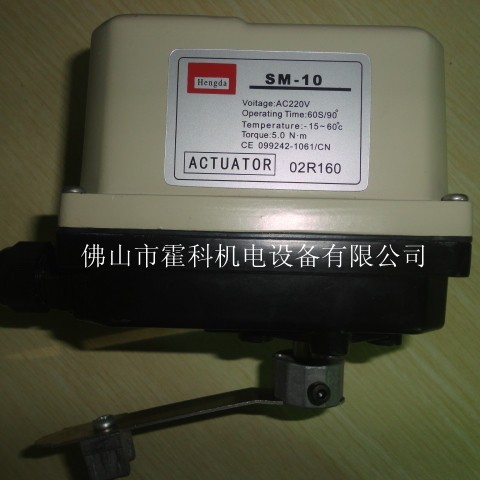 Hengda
SM-10
Voitage:AC220V
Operating Time:60S/90°
Temperature:-15~60℃
Torque:5.0 N·m
CE 099242-1061/CN
ACTUATOR 02R160
佛山市霍科机电设备有限公司